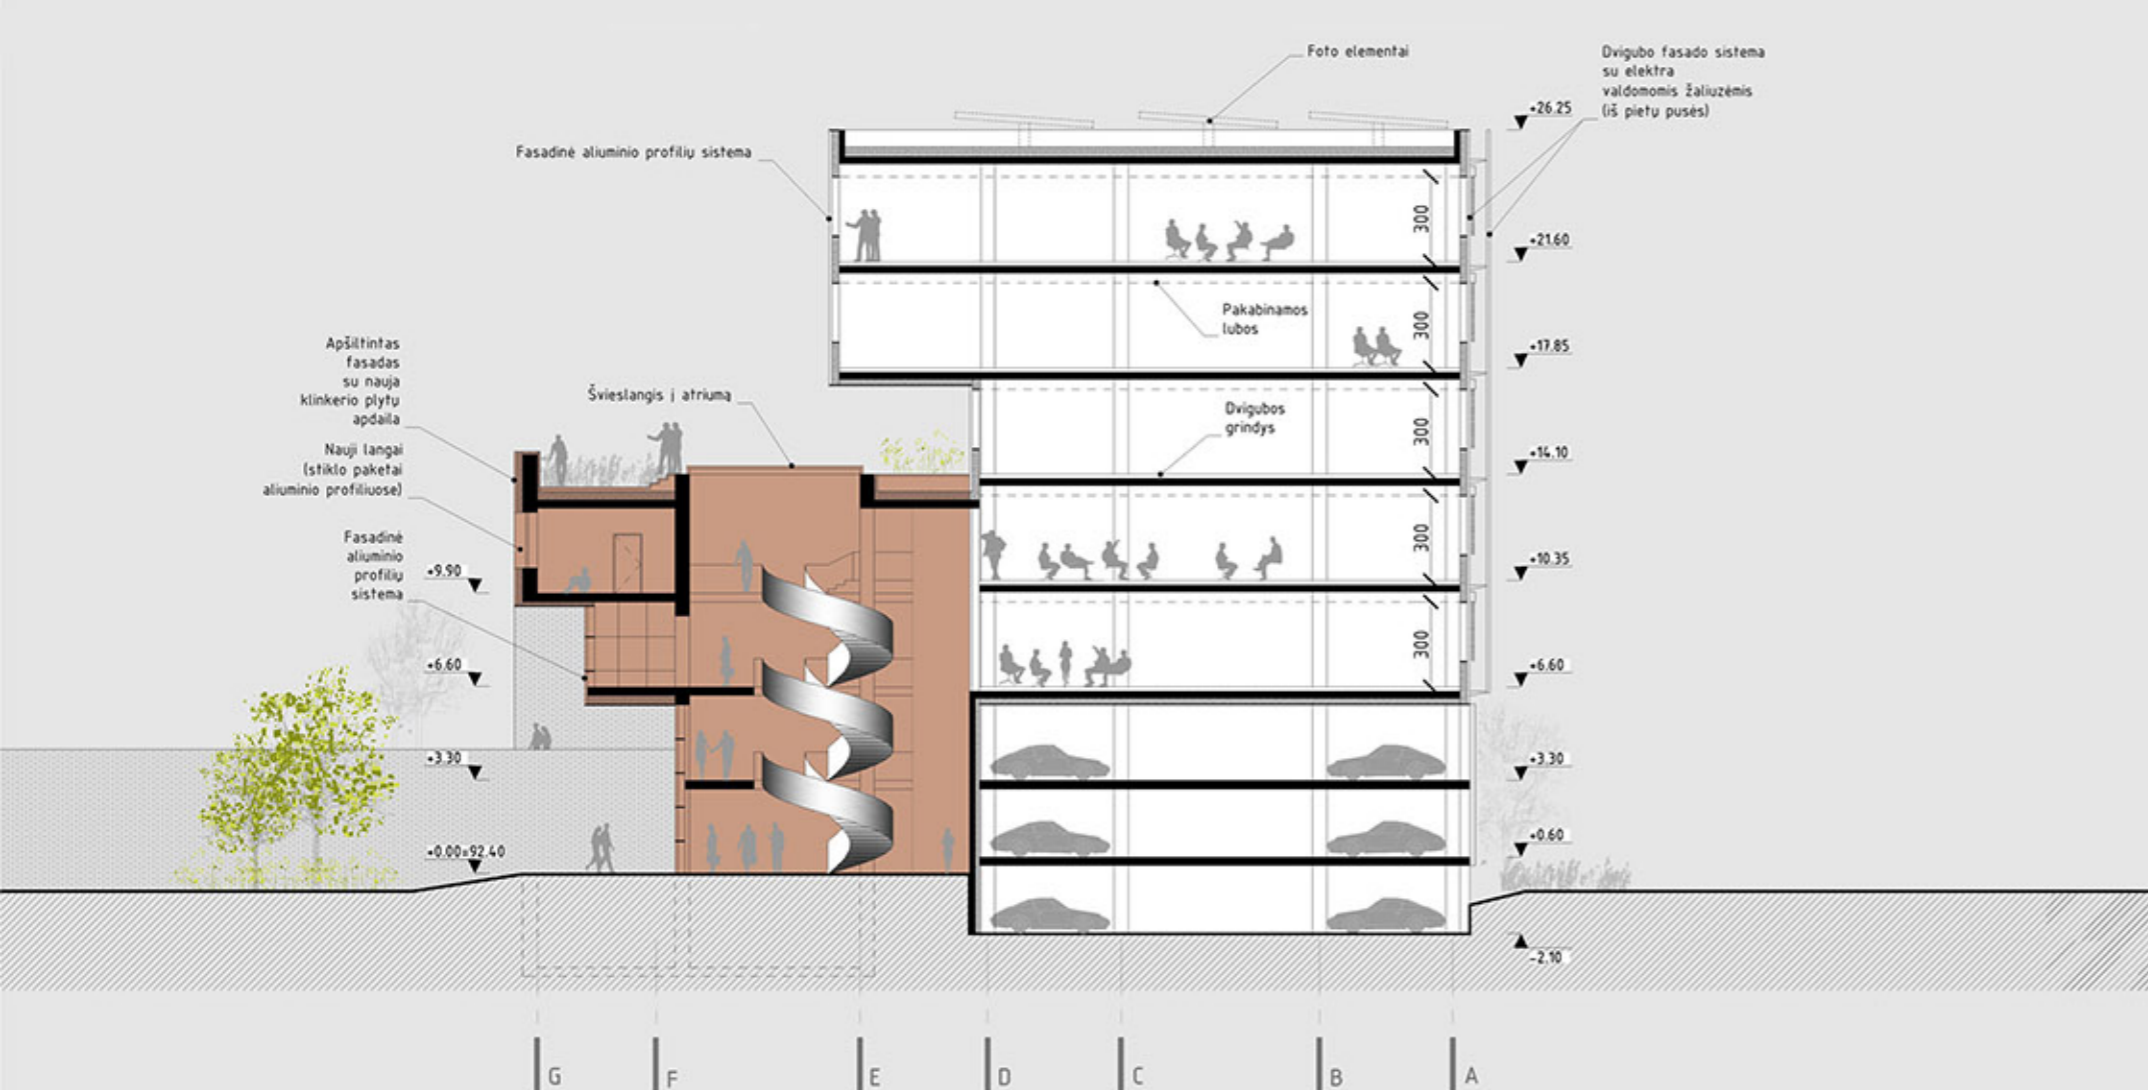 Foto elementai
Dvigubo fasado sistema
su elektra
valdomomis žaliuzėmis
(iš pietų pusės)
+26.25
Fasadinė aliuminio profilių sistema
300
+21.60
Pakabinamos
lubos
300
+17.85
Apšiltintas
fasadas
su nauja
klinkerio plytų
apdaila
Švieslangis į atriumą
Dvigubos
grindys
300
+14.10
Nauji langai
(stiklo paketai
aliuminio profiliuose)
300
+10.35
Fasadinė
aliuminio
profilių
sistema
+9.90
300
+6.60
+6.60
+3.30
+3.30
+0.60
+0.00=92.40
-2.10
G
F
E
D
C
B
A